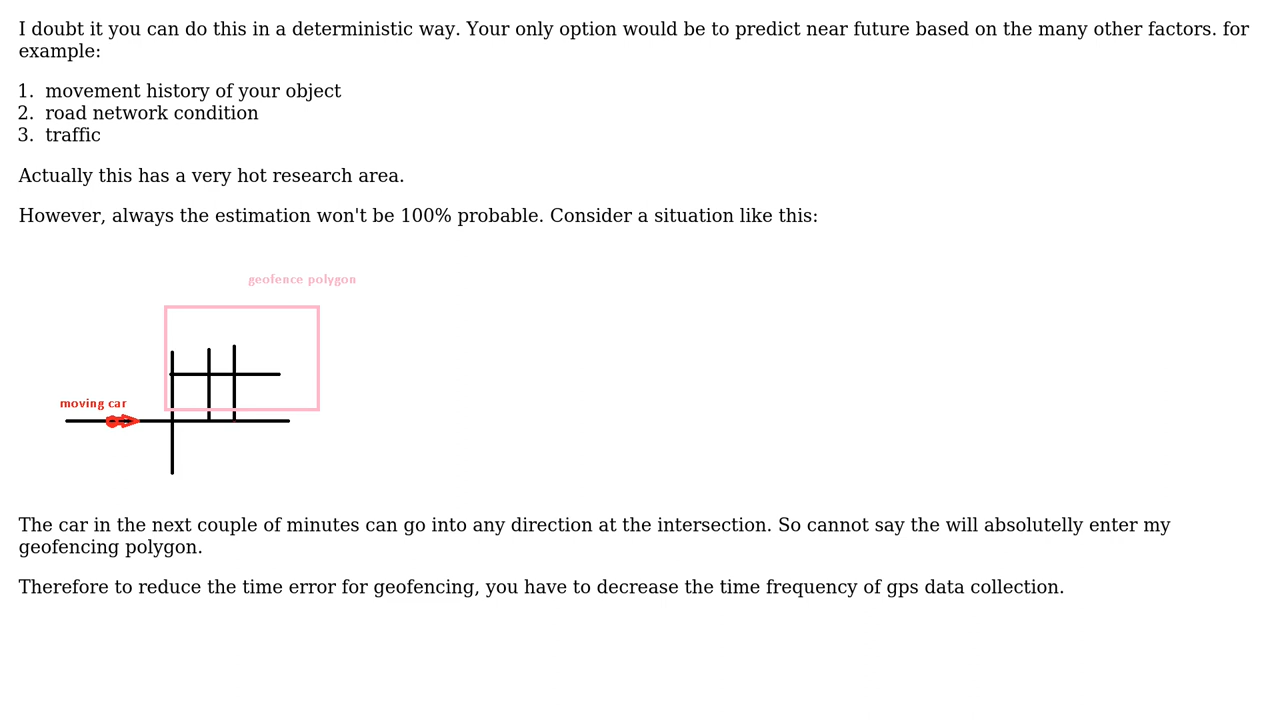 I doubt it you can do this in a deterministic way. Your only option would be to predict near future based on the many other factors. for
example:
1. movement history of your object
2. road network condition
3. traffic
Actually this has a very hot research area.
However, always the estimation won't be 100% probable. Consider a situation like this:
geofence polygon
moving car
The car in the next couple of minutes can go into any direction at the intersection. So cannot say the will absolutelly enter my
geofencing polygon.
Therefore to reduce the time error for geofencing, you have to decrease the time frequency of gps data collection.